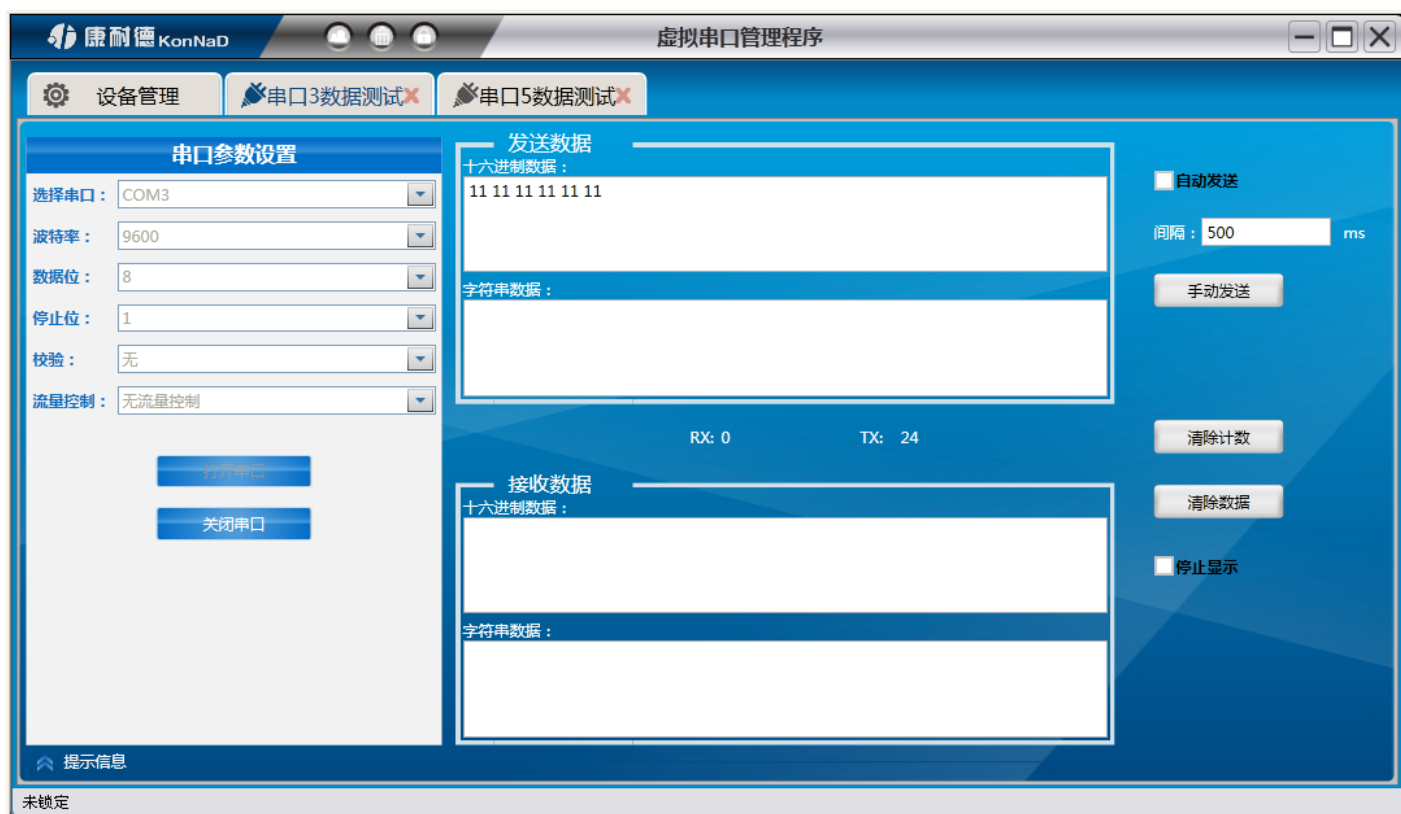 康耐德 KonNaD
虚拟串口管理程序
设备管理
串口3数据测试
串口5数据测试
串口参数设置
选择串口： COM3
波特率： 9600
数据位： 8
停止位： 1
校验： 无
流量控制： 无流量控制
打开串口
关闭串口
发送数据
十六进制数据：
11 11 11 11 11 11
字符串数据：
RX: 0 TX: 24
接收数据
十六进制数据：
字符串数据：
自动发送
间隔： 500 ms
手动发送
清除计数
清除数据
停止显示
提示信息
未锁定